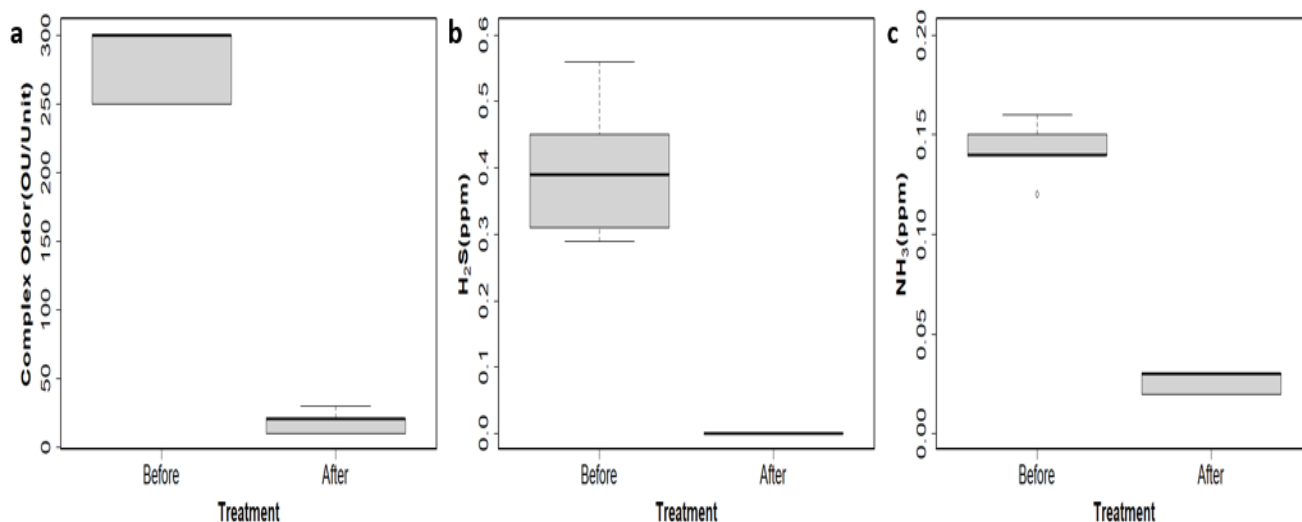 a
Complex Odor(OU/Unit)
300
250
200
150
100
50
0
Before
After
Treatment
b
H₂S(ppm)
0.6
0.5
0.4
0.3
0.2
0.1
0.0
Before
After
Treatment
c
NH₃(ppm)
0.20
0.15
0.10
0.05
0.00
Before
After
Treatment